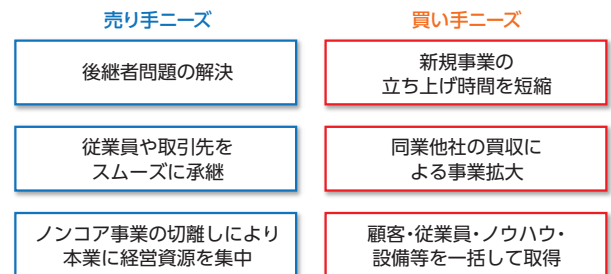 売り手ニーズ
後継者問題の解決
従業員や取引先を
スムーズに承継
ノンコア事業の切離しにより
本業に経営資源を集中
買い手ニーズ
新規事業の
立ち上げ時間を短縮
同業他社の買収に
よる事業拡大
顧客・従業員・ノウハウ・
設備等を一括して取得